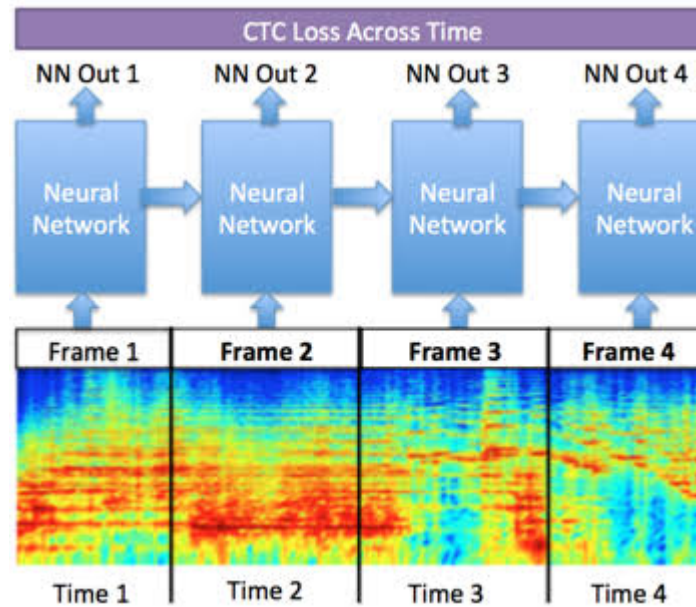 CTC Loss Across Time
NN Out 1 NN Out 2 NN Out 3 NN Out 4
Neural Network Neural Network Neural Network Neural Network
Frame 1 Frame 2 Frame 3 Frame 4
Time 1 Time 2 Time 3 Time 4